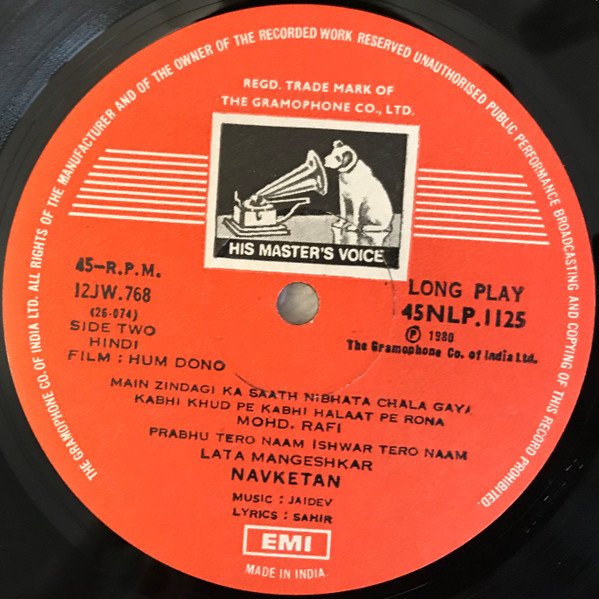 THE GRAMOPHONE CO. OF INDIA LTD. ALL RIGHTS OF THE MANUFACTURER AND OF THE OWNER OF THE RECORDED WORK RESERVED UNAUTHORISED PUBLIC PERFORMANCE BROADCASTING AND COPYING OF THIS RECORD PROHIBITED.
REGD. TRADE MARK OF
THE GRAMOPHONE CO., LTD.
HIS MASTER'S VOICE
45–R.P.M.
12JW.768
(26-074)
SIDE TWO
HINDI
FILM : HUM DONO
LONG PLAY
45NLP.1125
Ⓟ 1980
The Gramophone Co. of India Ltd.
MAIN ZINDAGI KA SAATH NIBHATA CHALA GAYA
KABHI KHUD PE KABHI HALAAT PE RONA
MOHD. RAFI
PRABHU TERO NAAM ISHWAR TERO NAAM
LATA MANGESHKAR
NAVKETAN
MUSIC : JAIDEV
LYRICS : SAHIR
EMI
MADE IN INDIA